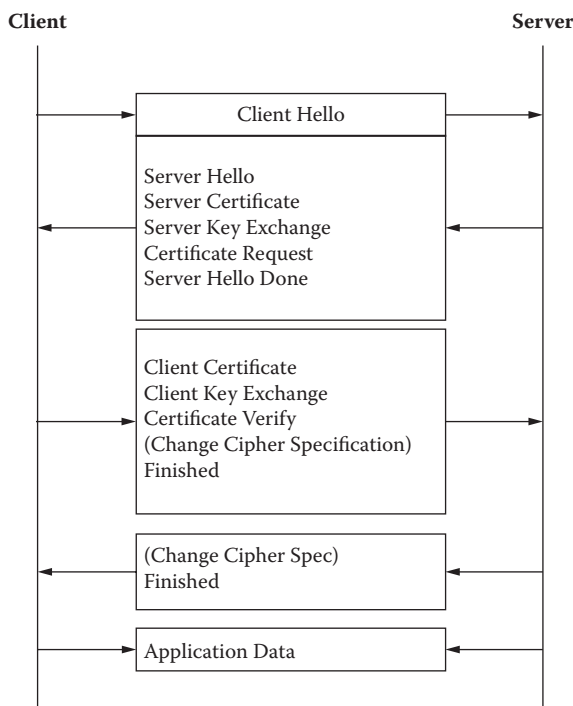 Client
Server
Client Hello
Server Hello
Server Certificate
Server Key Exchange
Certificate Request
Server Hello Done
Client Certificate
Client Key Exchange
Certificate Verify
(Change Cipher Specification)
Finished
(Change Cipher Spec)
Finished
Application Data